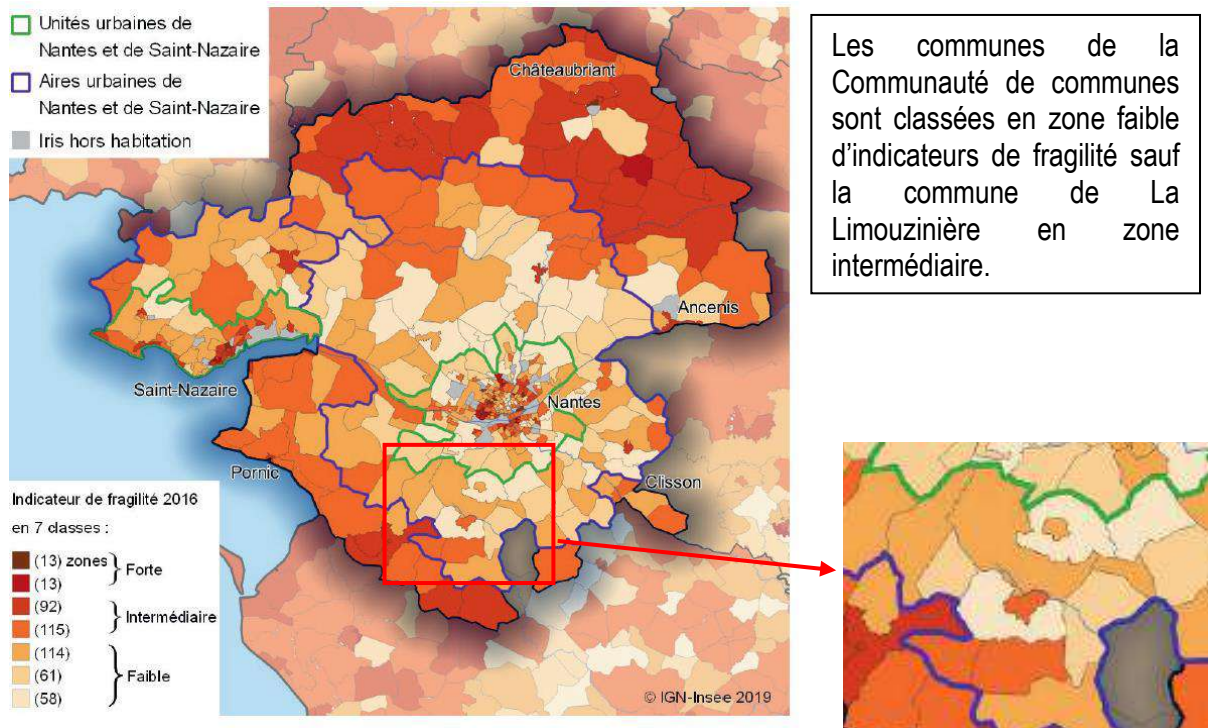 Unités urbaines de
Nantes et de Saint-Nazaire
Aires urbaines de
Nantes et de Saint-Nazaire
Iris hors habitation
Châteaubriant
Ancenis
Saint-Nazaire
Nantes
Pornic
Clisson
Indicateur de fragilité 2016
en 7 classes :
(13) zones
(13)
Forte
(92)
(115)
Intermédiaire
(114)
(61)
(58)
Faible
© IGN-Insee 2019
Les communes de la
Communauté de communes
sont classées en zone faible
d’indicateurs de fragilité sauf
la commune de La
Limouzinière en zone
intermédiaire.